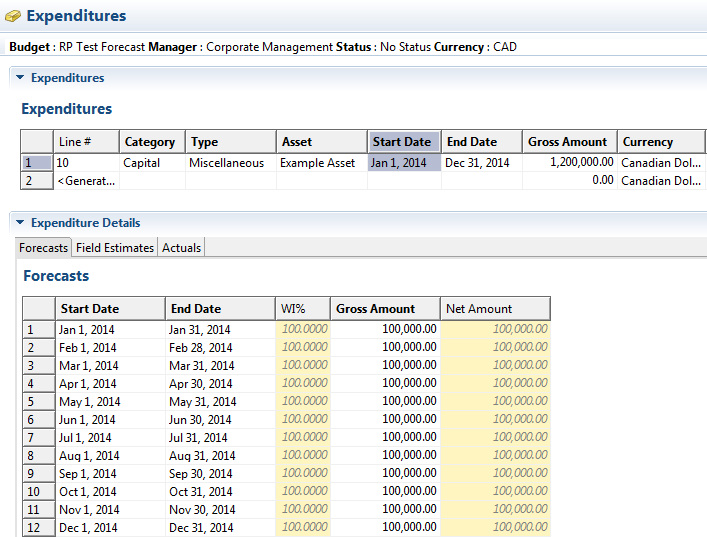 Expenditures
Budget : RP Test Forecast Manager : Corporate Management Status : No Status Currency : CAD
Expenditures
Expenditures
Line # Category Type Asset Start Date End Date Gross Amount Currency
1 10 Capital Miscellaneous Example Asset Jan 1, 2014 Dec 31, 2014 1,200,000.00 Canadian Dol...
2 <Generat... 0.00 Canadian Dol...
Expenditure Details
Forecasts Field Estimates Actuals
Forecasts
Start Date End Date WI% Gross Amount Net Amount
1 Jan 1, 2014 Jan 31, 2014 100.0000 100,000.00 100,000.00
2 Feb 1, 2014 Feb 28, 2014 100.0000 100,000.00 100,000.00
3 Mar 1, 2014 Mar 31, 2014 100.0000 100,000.00 100,000.00
4 Apr 1, 2014 Apr 30, 2014 100.0000 100,000.00 100,000.00
5 May 1, 2014 May 31, 2014 100.0000 100,000.00 100,000.00
6 Jun 1, 2014 Jun 30, 2014 100.0000 100,000.00 100,000.00
7 Jul 1, 2014 Jul 31, 2014 100.0000 100,000.00 100,000.00
8 Aug 1, 2014 Aug 31, 2014 100.0000 100,000.00 100,000.00
9 Sep 1, 2014 Sep 30, 2014 100.0000 100,000.00 100,000.00
10 Oct 1, 2014 Oct 31, 2014 100.0000 100,000.00 100,000.00
11 Nov 1, 2014 Nov 30, 2014 100.0000 100,000.00 100,000.00
12 Dec 1, 2014 Dec 31, 2014 100.0000 100,000.00 100,000.00